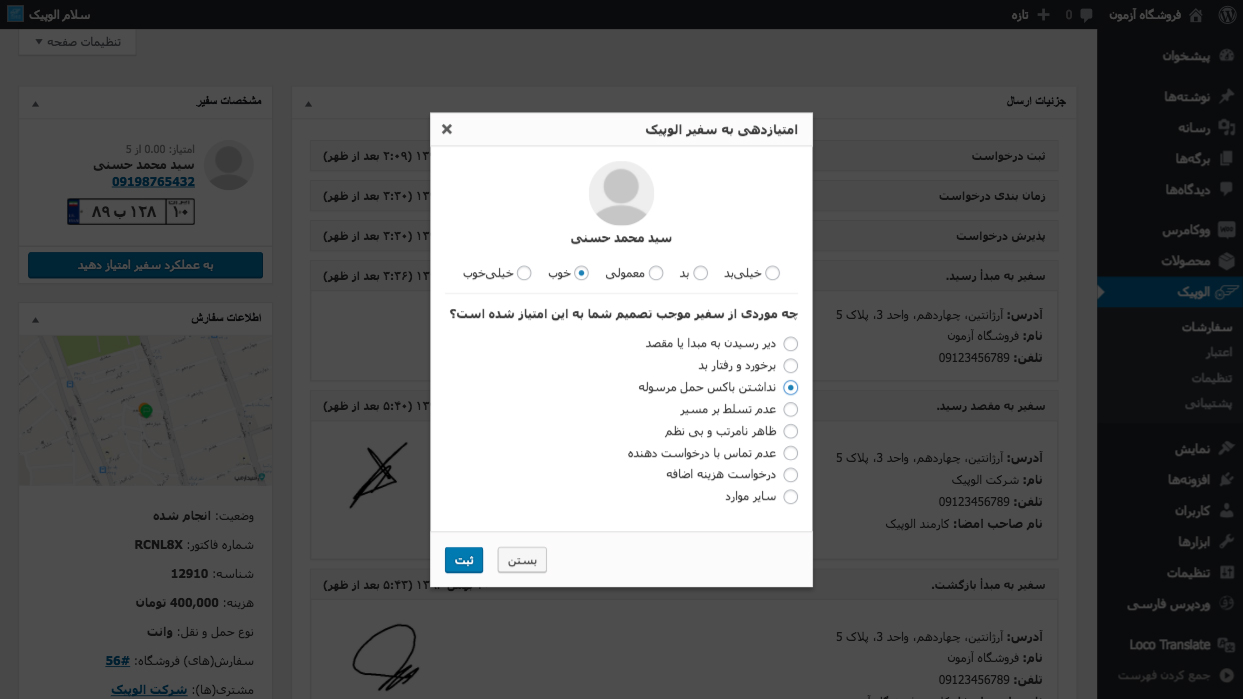 فروشگاه آزمون
0
تازه
سلام الوپیک
تنظیمات صفحه
پیشخوان
نوشته‌ها
رسانه
برگه‌ها
دیدگاه‌ها
ووکامرس
محصولات
الوپیک
سفارشات
اعتبار
تنظیمات
پشتیبانی
نمایش
افزونه‌ها
کاربران
ابزارها
تنظیمات
وردپرس فارسی
Loco Translate
جمع کردن فهرست
جزئیات ارسال
ثبت درخواست
(۲:۰۹ بعد از ظهر)
زمان بندی درخواست
(۲:۳۰ بعد از ظهر)
پذیرش درخواست
(۲:۳۰ بعد از ظهر)
سفیر به مبدأ رسید.
(۲:۳۶ بعد از ظهر)
آدرس: آرژانتین، چهاردهم، واحد 3، پلاک 5
نام: فروشگاه آزمون
تلفن: 09123456789
سفیر به مقصد رسید.
(۵:۴۰ بعد از ظهر)
آدرس: آرژانتین، چهاردهم، واحد 3، پلاک 5
نام: شرکت الوپیک
تلفن: 09123456789
نام صاحب امضا: کارمند الوپیک
سفیر به مبدأ بازگشت.
(۵:۴۳ بعد از ظهر)
آدرس: آرژانتین، چهاردهم، واحد 3، پلاک 5
نام: فروشگاه آزمون
تلفن: 09123456789
امتیازدهی به سفیر الوپیک
سید محمد حسنی
خیلی‌بد
بد
معمولی
خوب
خیلی‌خوب
چه موردی از سفیر موجب تصمیم شما به این امتیاز شده است؟
دیر رسیدن به مبدا یا مقصد
برخورد و رفتار بد
نداشتن باکس حمل مرسوله
عدم تسلط بر مسیر
ظاهر نامرتب و بی نظم
عدم تماس با درخواست دهنده
درخواست هزینه اضافه
سایر موارد
بستن
ثبت
مشخصات سفیر
امتیاز: 0.00 از 5
سید محمد حسنی
09198765432
۸۹ ب ۱۲۸
۱۰
به عملکرد سفیر امتیاز دهید
اطلاعات سفارش
وضعیت: انجام شده
شماره فاکتور: RCNL8X
شناسه: 12910
هزینه: 400,000 تومان
نوع حمل و نقل: وانت
سفارش(های) فروشگاه: #56
مشتری(ها): شرکت الوپیک